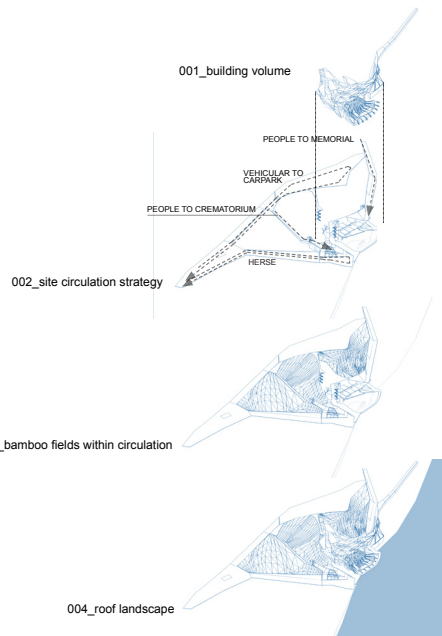 001_building volume
PEOPLE TO MEMORIAL
VEHICULAR TO
CARPARK
PEOPLE TO CREMATORIUM
HERSE
002_site circulation strategy
_bamboo fields within circulation
004_roof landscape